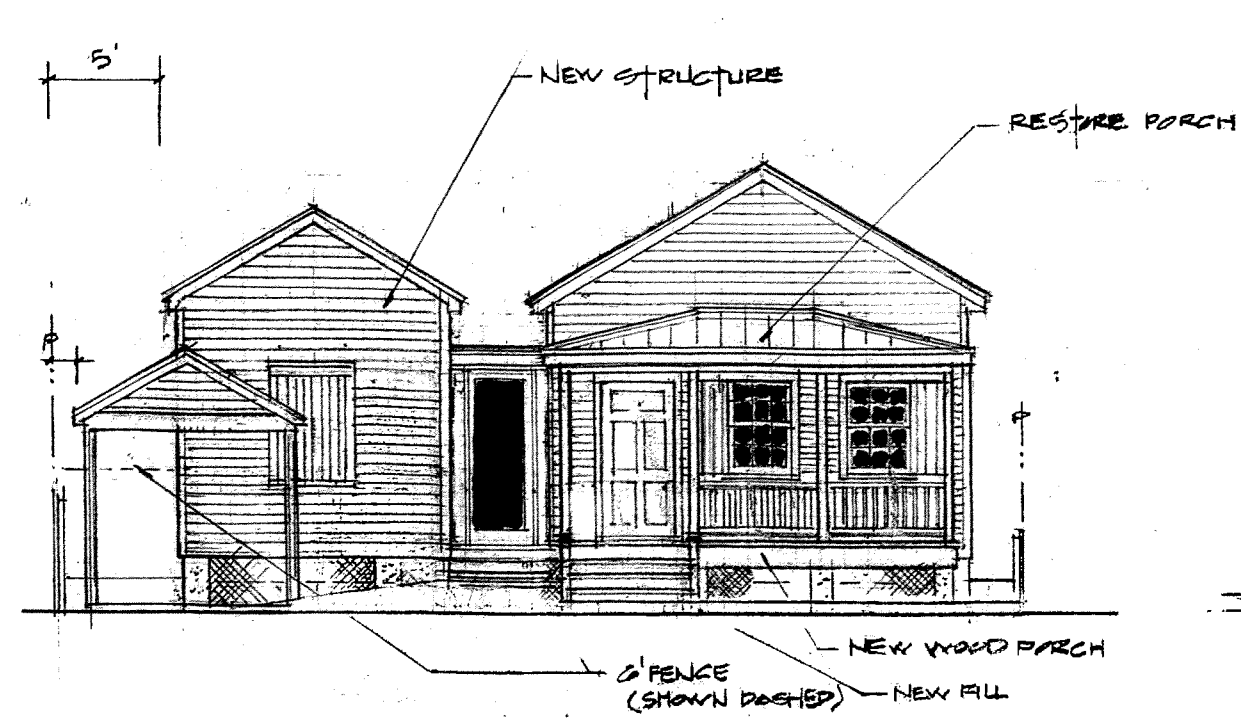 5'
NEW STRUCTURE
RESTORE PORCH
P
P
NEW WOOD PORCH
6' FENCE
(SHOWN DASHED)
NEW FILL